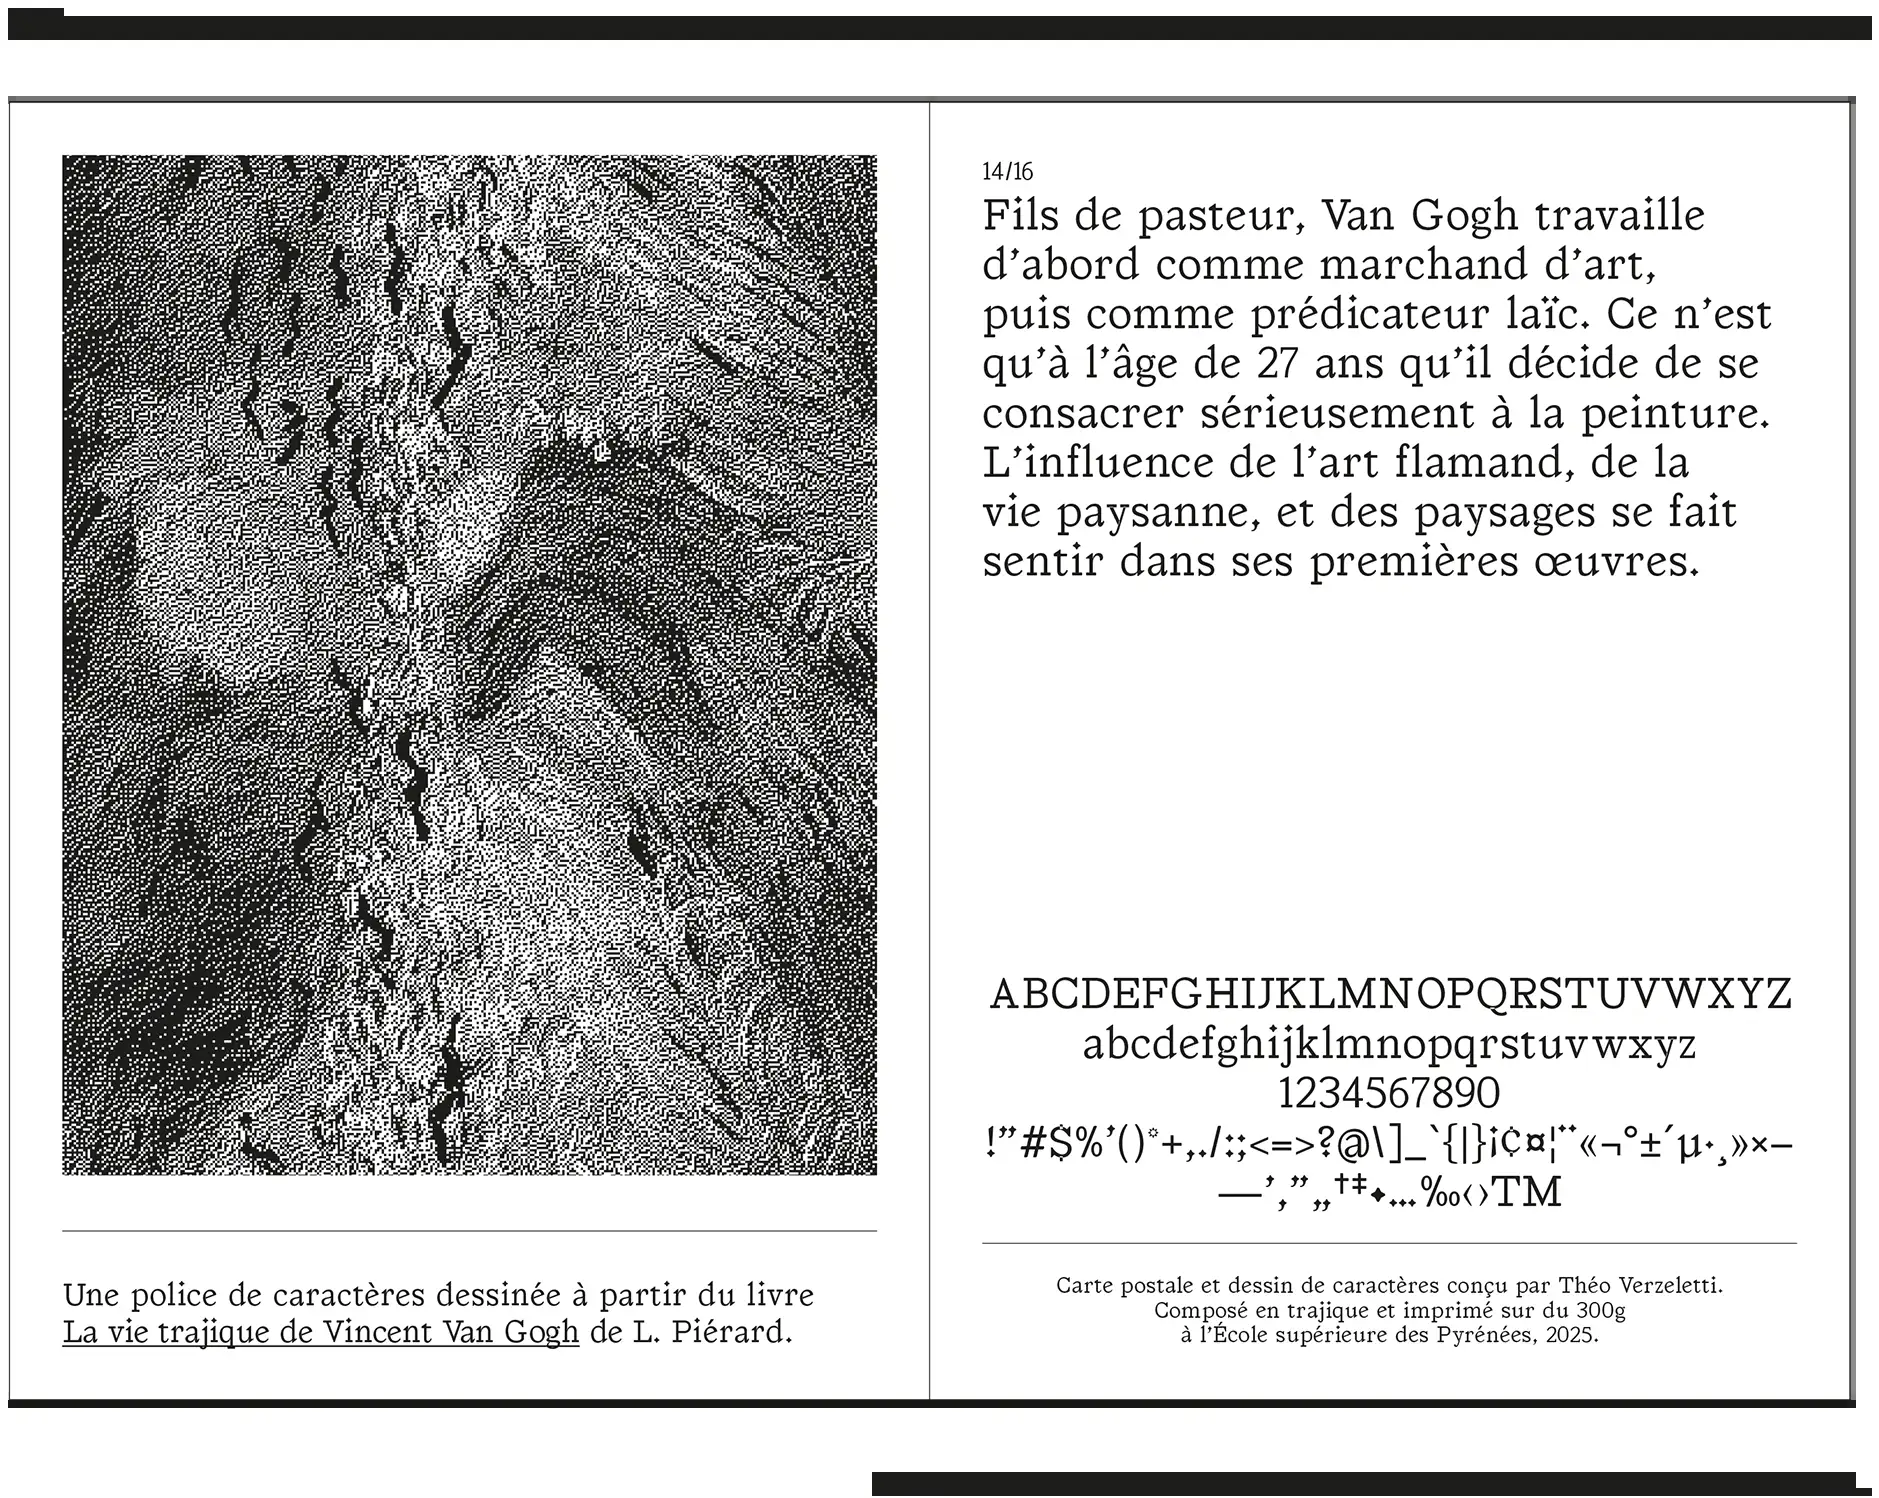 14/16
Fils de pasteur, Van Gogh travaille
d’abord comme marchand d’art,
puis comme prédicateur laïc. Ce n’est
qu’à l’âge de 27 ans qu’il décide de se
consacrer sérieusement à la peinture.
L’influence de l’art flamand, de la
vie paysanne, et des paysages se fait
sentir dans ses premières œuvres.
ABCDEFGHIJKLMNOPQRSTUVWXYZ
abcdefghijklmnopqrstuvwxyz
1234567890
!”#$%’()*+,./:;<=>?@\]_`{|}¡¢¤¦¨«¬°±´µ·¸»×–
—’‚”„†‡•…‰‹›TM
Une police de caractères dessinée à partir du livre
La vie trajique de Vincent Van Gogh de L. Piérard.
Carte postale et dessin de caractères conçu par Théo Verzeletti.
Composé en trajique et imprimé sur du 300g
à l’École supérieure des Pyrénées, 2025.